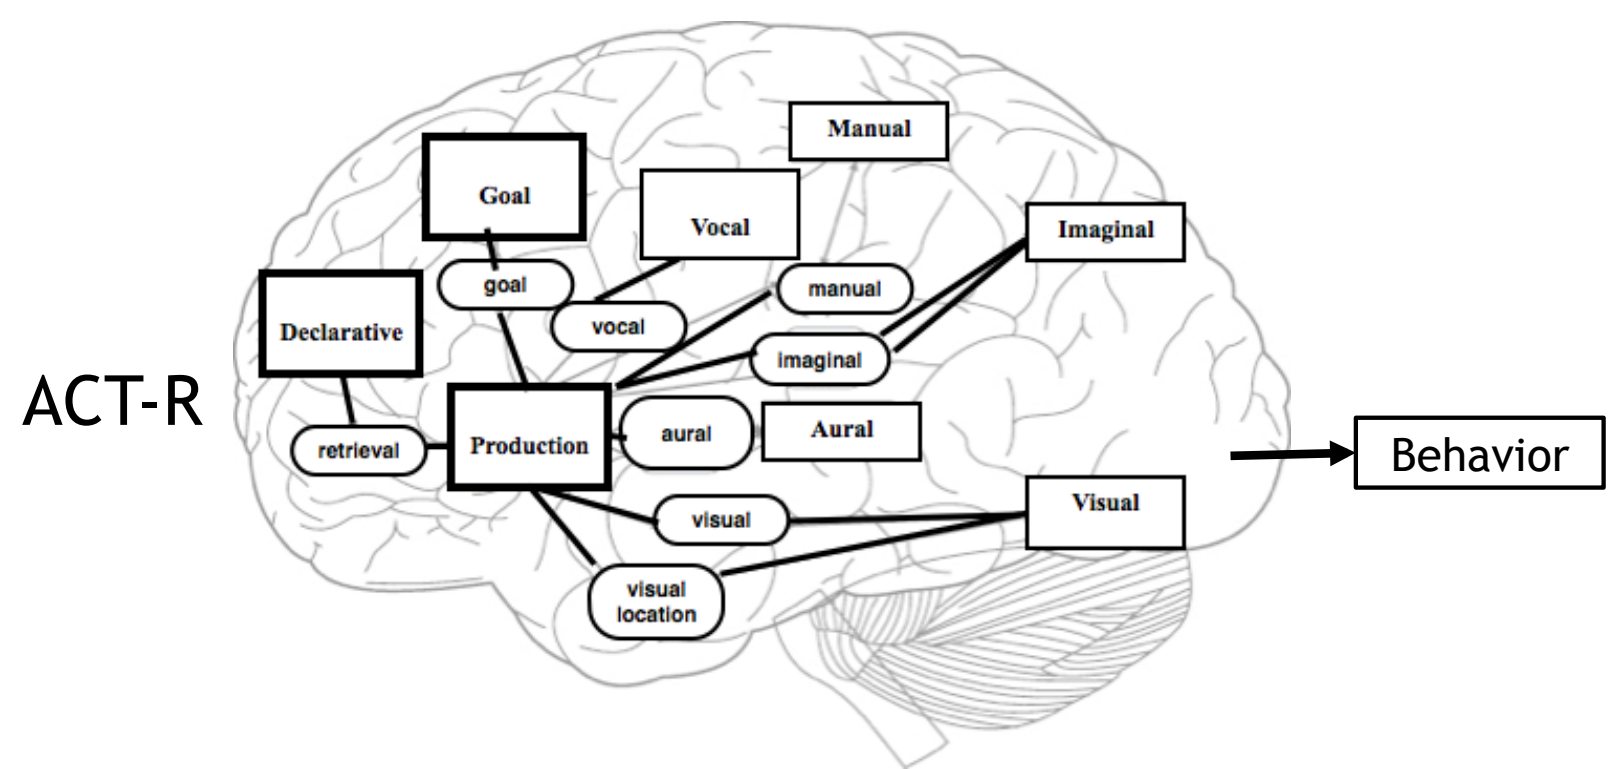 Manual
Goal
Vocal
Imaginal
goal
manual
Declarative
vocal
imaginal
ACT-R
Production
aural
Aural
retrieval
Behavior
visual
Visual
visual
location